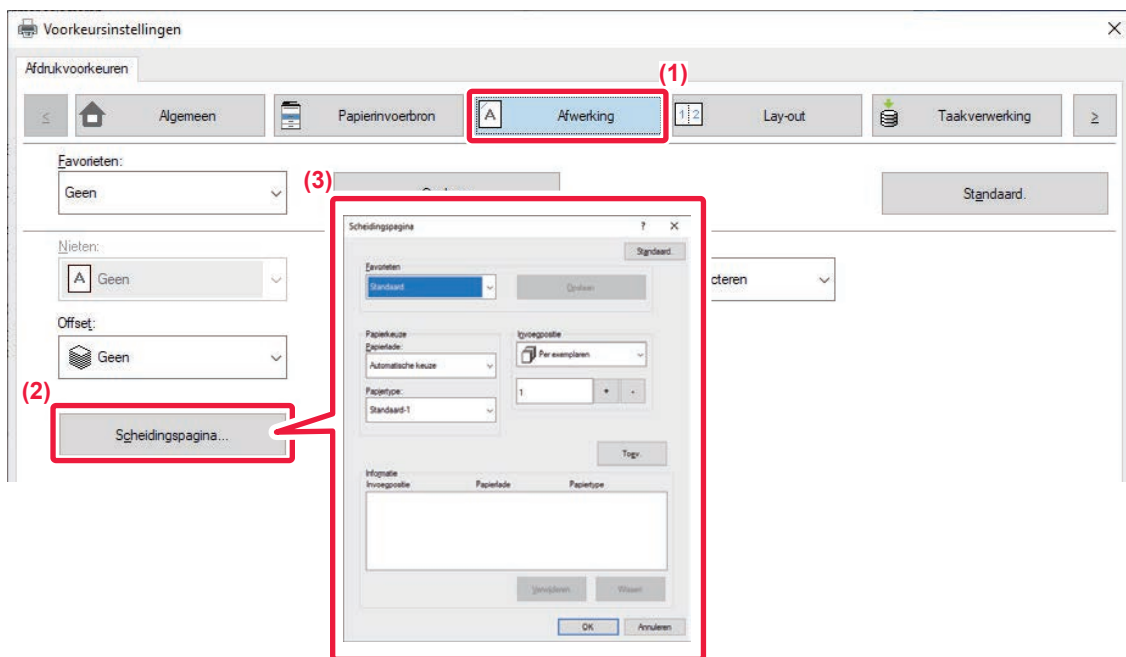 Voorkeursinstellingen
Afdrukvoorkeuren
(1)
< Algemeen Papierinvoerbron A Afwerking 1 2 Lay-out Taakverwerking >
Favorieten:
(3)
Geen
Standaard.
Scheidingspagina ?
Standaard.
Nieten:
Favorieten
A Geen
cteren
Standaard
Opslaan
Offset:
Papierkeuze
Invoegpositie
Papierlade:
Geen
Per exemplaren
Automatische keuze
(2)
Papiertype:
1 + -
Standaard-1
Scheidingspagina...
Toev.
Informatie
Invoegpositie Papierlade Papiertype
Verwijderen Wissen
OK Annuleren